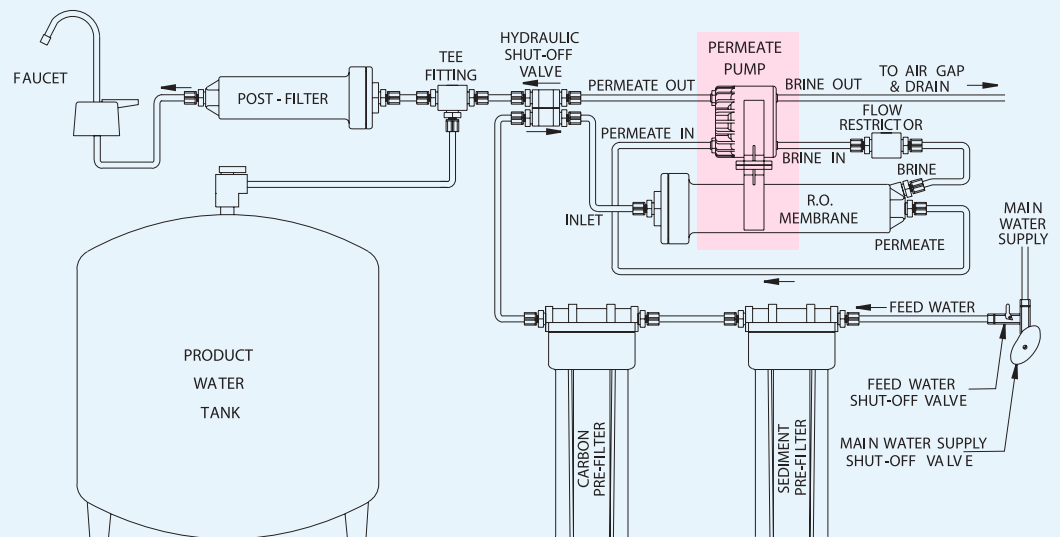 FAUCET
POST - FILTER
TEE
FITTING
HYDRAULIC
SHUT-OFF
VALVE
PERMEATE OUT
PERMEATE IN
PERMEATE
PUMP
BRINE OUT
BRINE IN
TO AIR GAP
& DRAIN
FLOW
RESTRICTOR
BRINE
INLET
R.O.
MEMBRANE
PERMEATE
MAIN
WATER
SUPPLY
FEED WATER
PRODUCT
WATER
TANK
CARBON
PRE-FILTER
SEDIMENT
PRE-FILTER
FEED WATER
SHUT-OFF VALVE
MAIN WATER SUPPLY
SHUT-OFF VALVE